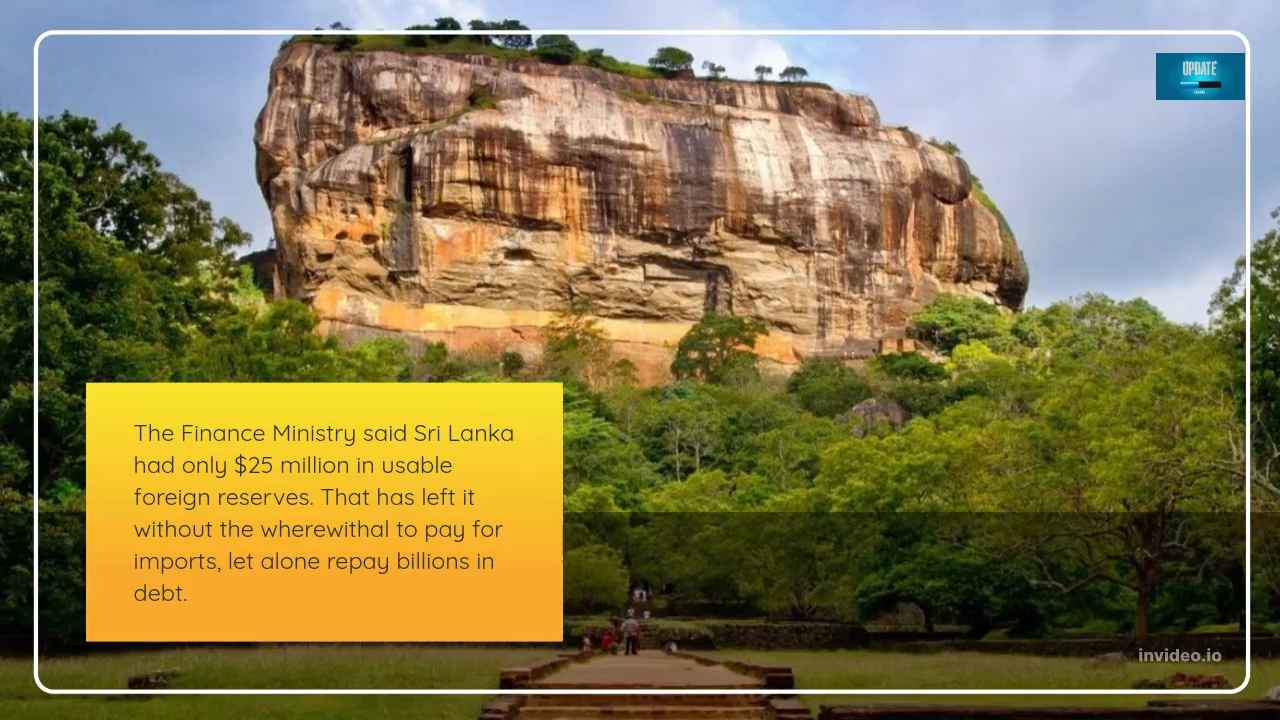 UPDATE
The Finance Ministry said Sri Lanka
had only $25 million in usable
foreign reserves. That has left it
without the wherewithal to pay for
imports, let alone repay billions in
debt.
invideo.io